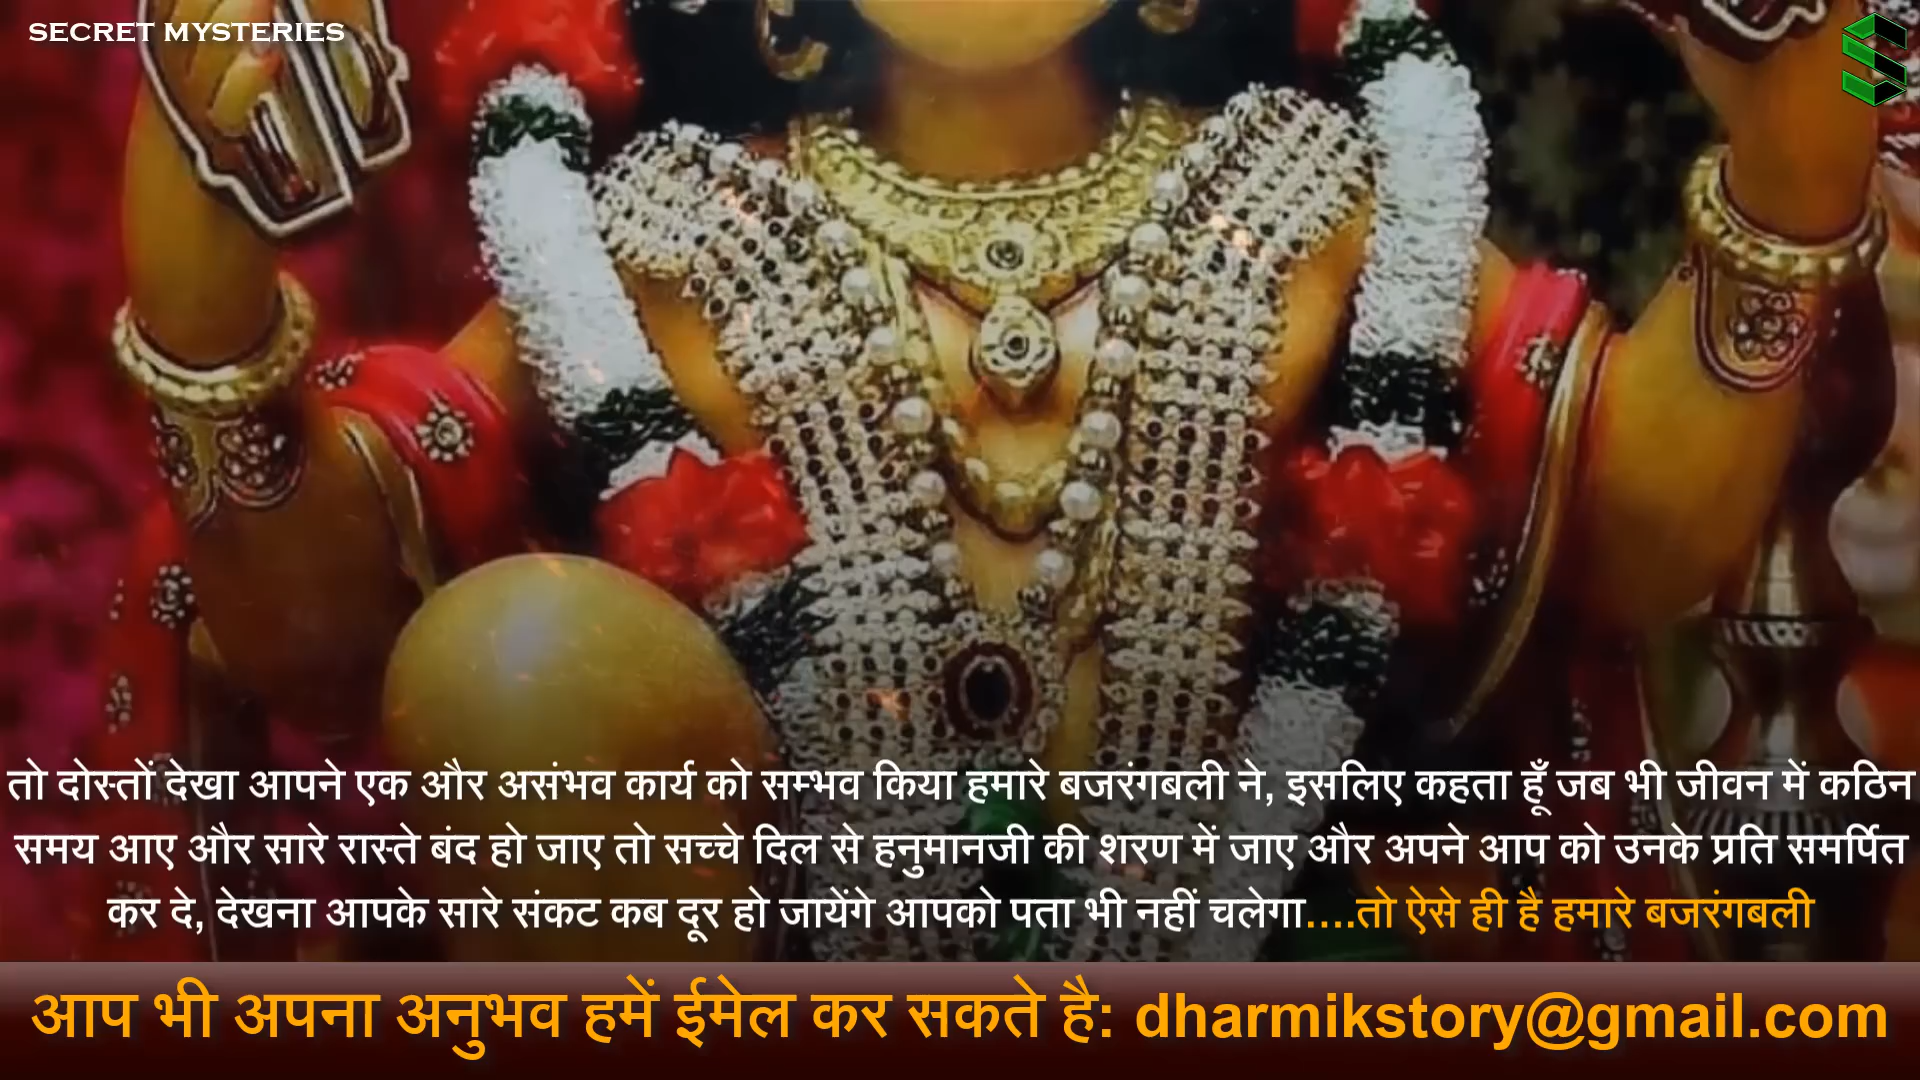 SECRET MYSTERIES
तो दोस्तों देखा आपने एक और असंभव कार्य को सम्भव किया हमारे बजरंगबली ने, इसलिए कहता हूँ जब भी जीवन में कठिन
समय आए और सारे रास्ते बंद हो जाए तो सच्चे दिल से हनुमानजी की शरण में जाए और अपने आप को उनके प्रति समर्पित
कर दे, देखना आपके सारे संकट कब दूर हो जायेंगे आपको पता भी नहीं चलेगा....तो ऐसे ही है हमारे बजरंगबली
आप भी अपना अनुभव हमें ईमेल कर सकते है: dharmikstory@gmail.com